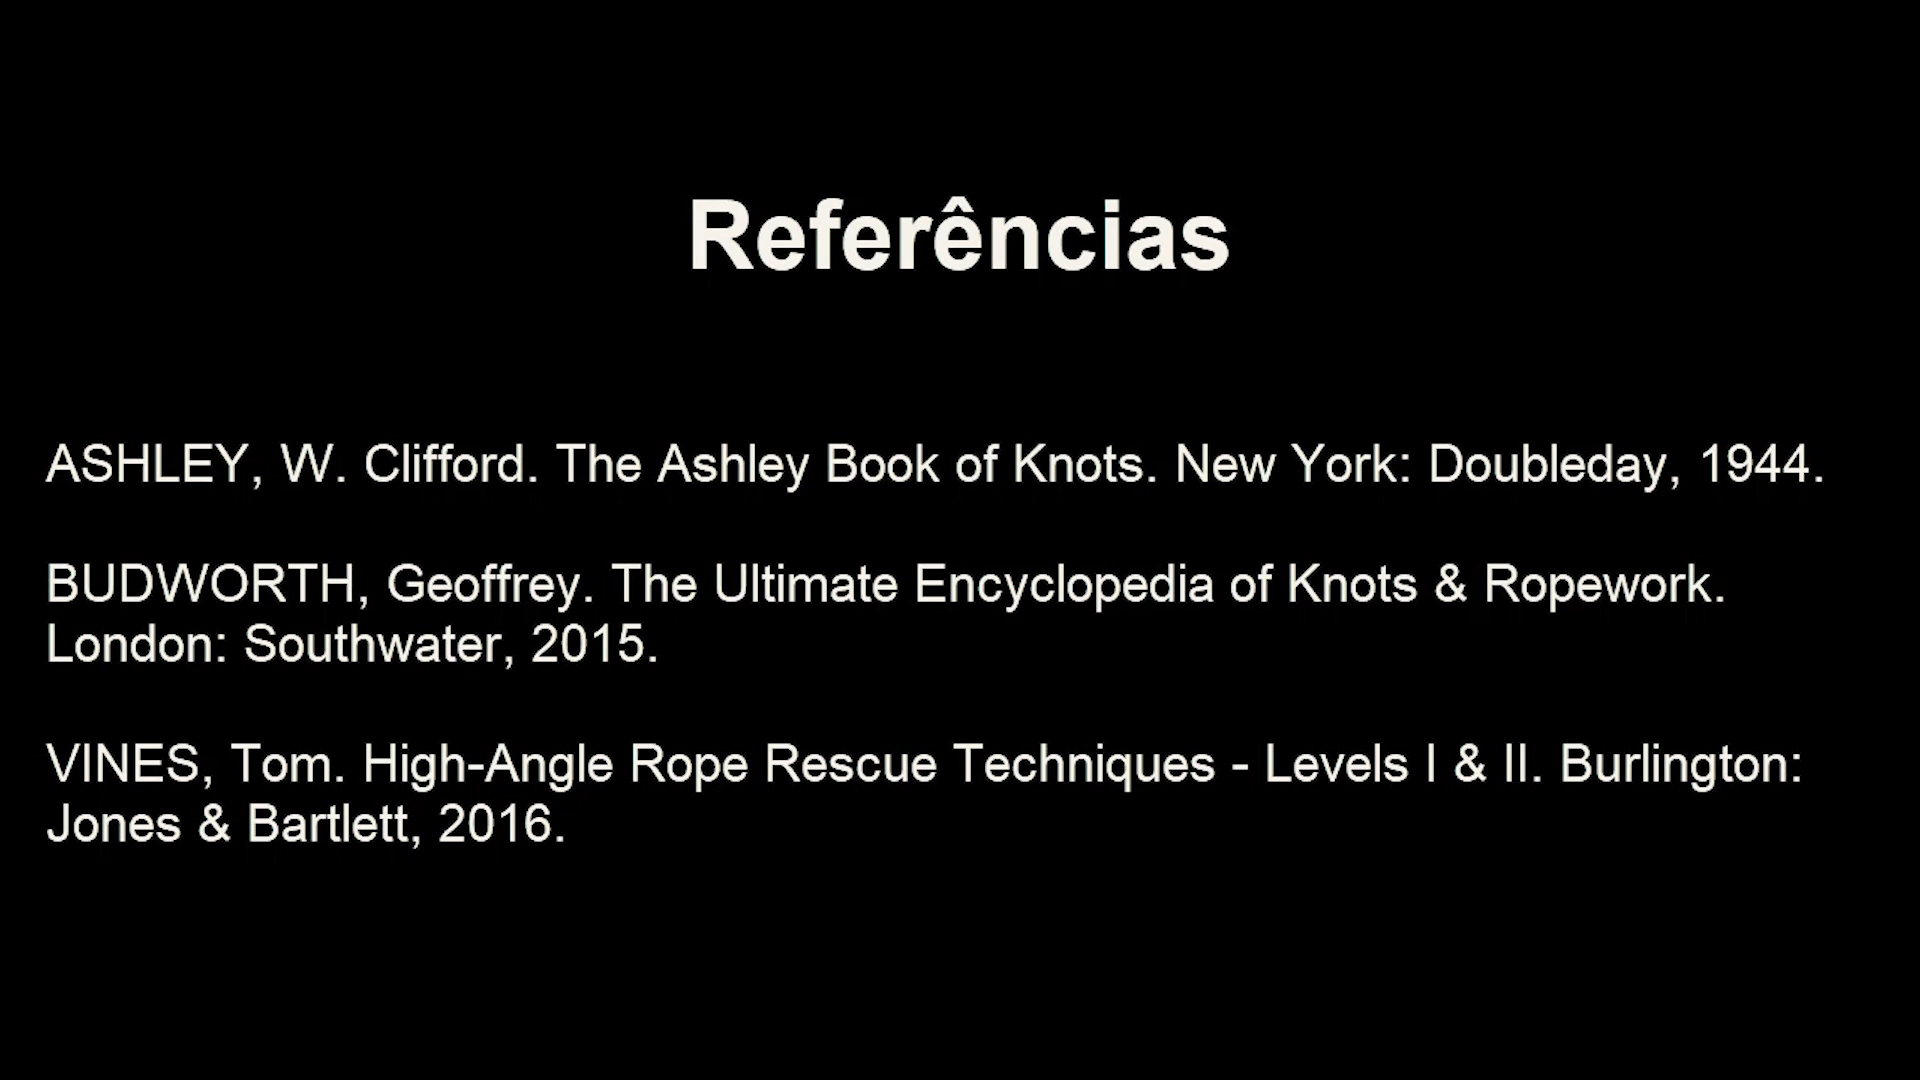 Referências
ASHLEY, W. Clifford. The Ashley Book of Knots. New York: Doubleday, 1944.
BUDWORTH, Geoffrey. The Ultimate Encyclopedia of Knots & Ropework.
London: Southwater, 2015.
VINES, Tom. High-Angle Rope Rescue Techniques - Levels I & II. Burlington:
Jones & Bartlett, 2016.